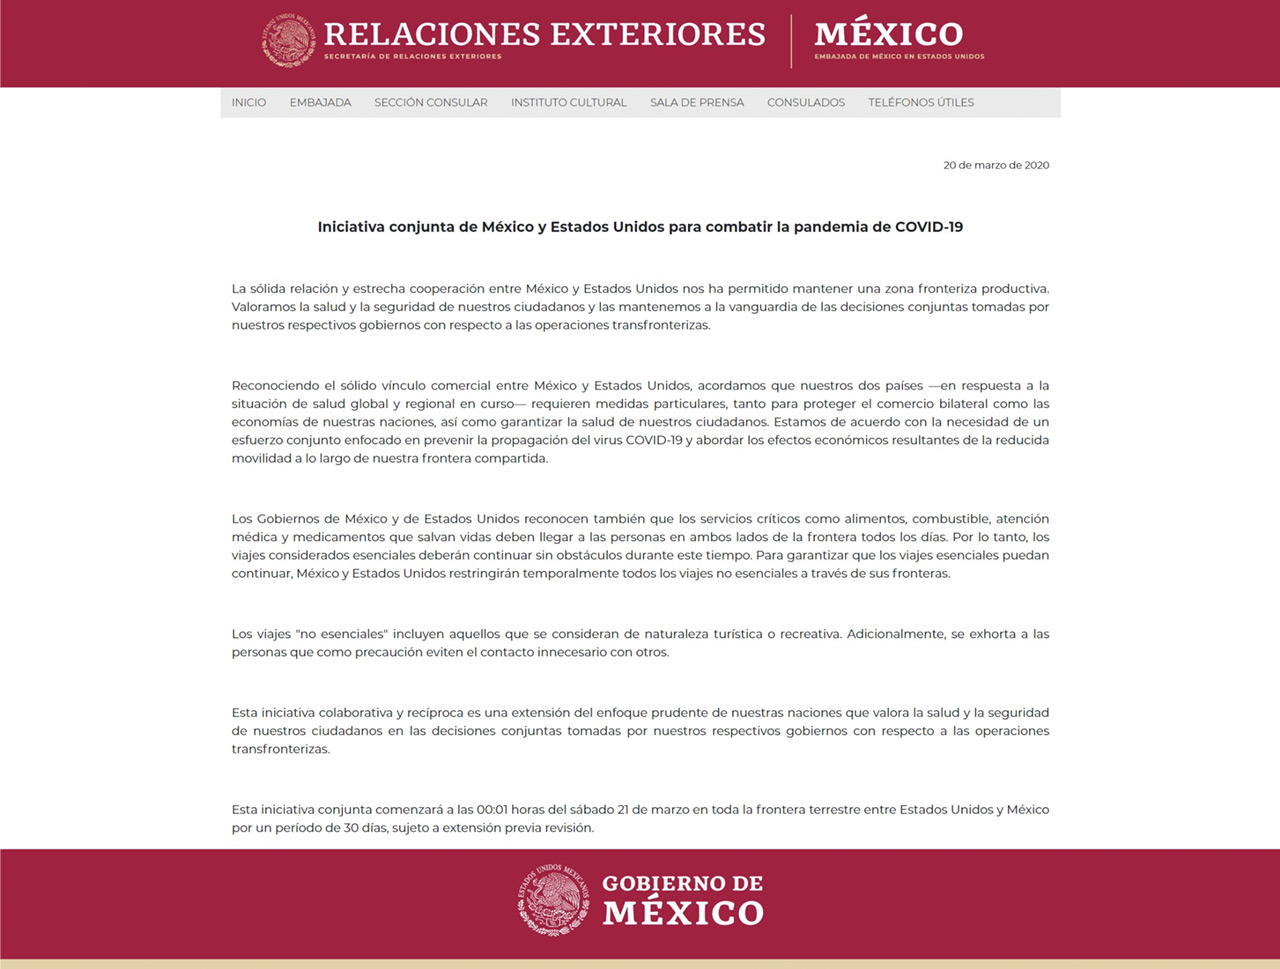 RELACIONES EXTERIORES
SECRETARÍA DE RELACIONES EXTERIORES
MÉXICO
EMBAJADA DE MÉXICO EN ESTADOS UNIDOS
INICIO EMBAJADA SECCIÓN CONSULAR INSTITUTO CULTURAL SALA DE PRENSA CONSULADOS TELÉFONOS ÚTILES
20 de marzo de 2020
Iniciativa conjunta de México y Estados Unidos para combatir la pandemia de COVID-19
La sólida relación y estrecha cooperación entre México y Estados Unidos nos ha permitido mantener una zona fronteriza productiva.
Valoramos la salud y la seguridad de nuestros ciudadanos y las mantenemos a la vanguardia de las decisiones conjuntas tomadas por
nuestros respectivos gobiernos con respecto a las operaciones transfronterizas.
Reconociendo el sólido vínculo comercial entre México y Estados Unidos, acordamos que nuestros dos países —en respuesta a la
situación de salud global y regional en curso— requieren medidas particulares, tanto para proteger el comercio bilateral como las
economías de nuestras naciones, así como garantizar la salud de nuestros ciudadanos. Estamos de acuerdo con la necesidad de un
esfuerzo conjunto enfocado en prevenir la propagación del virus COVID-19 y abordar los efectos económicos resultantes de la reducida
movilidad a lo largo de nuestra frontera compartida.
Los Gobiernos de México y de Estados Unidos reconocen también que los servicios críticos como alimentos, combustible, atención
médica y medicamentos que salvan vidas deben llegar a las personas en ambos lados de la frontera todos los días. Por lo tanto, los
viajes considerados esenciales deberán continuar sin obstáculos durante este tiempo. Para garantizar que los viajes esenciales puedan
continuar, México y Estados Unidos restringirán temporalmente todos los viajes no esenciales a través de sus fronteras.
Los viajes "no esenciales" incluyen aquellos que se consideran de naturaleza turística o recreativa. Adicionalmente, se exhorta a las
personas que como precaución eviten el contacto innecesario con otros.
Esta iniciativa colaborativa y recíproca es una extensión del enfoque prudente de nuestras naciones que valora la salud y la seguridad
de nuestros ciudadanos en las decisiones conjuntas tomadas por nuestros respectivos gobiernos con respecto a las operaciones
transfronterizas.
Esta iniciativa conjunta comenzará a las 00:01 horas del sábado 21 de marzo en toda la frontera terrestre entre Estados Unidos y México
por un período de 30 días, sujeto a extensión previa revisión.
ESTADOS UNIDOS MEXICANOS
GOBIERNO DE
MÉXICO